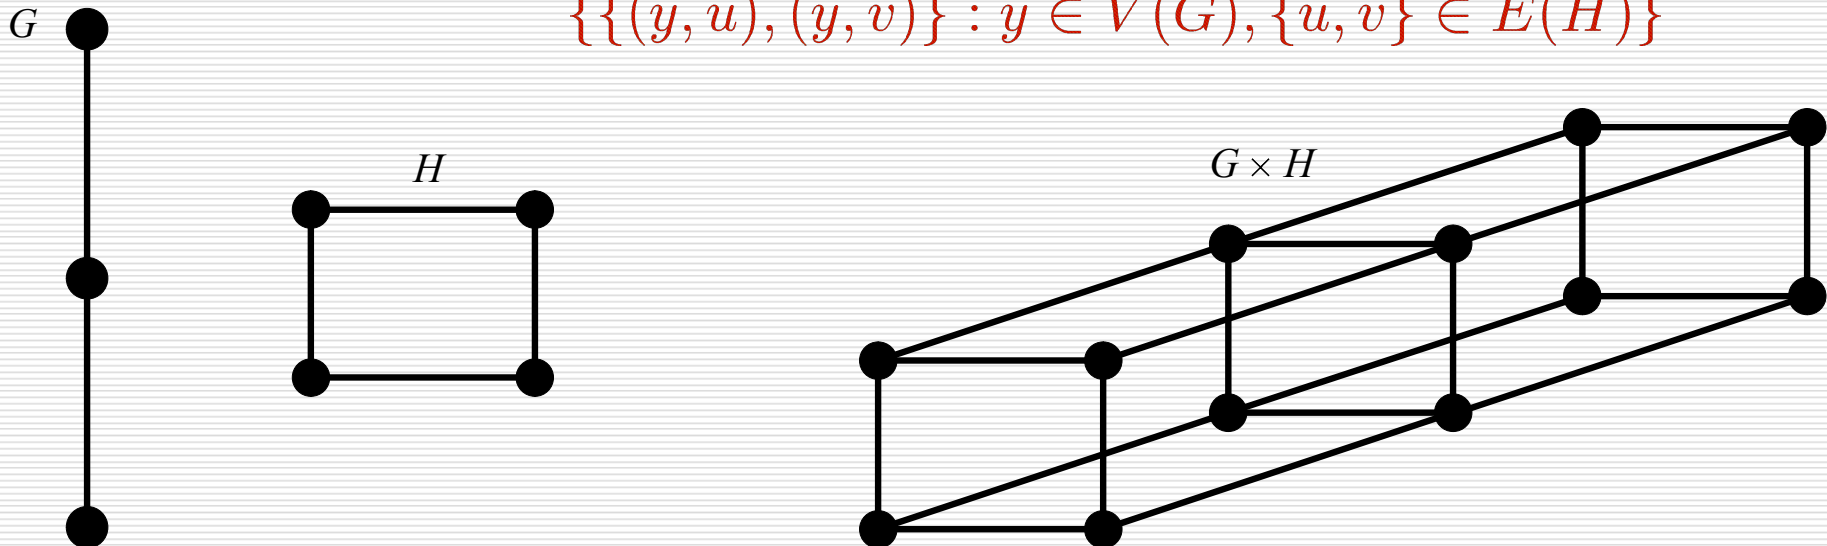 {{(y, u), (y, v)} : y ∈ V(G), {u, v} ∈ E(H)}
G
H
G × H